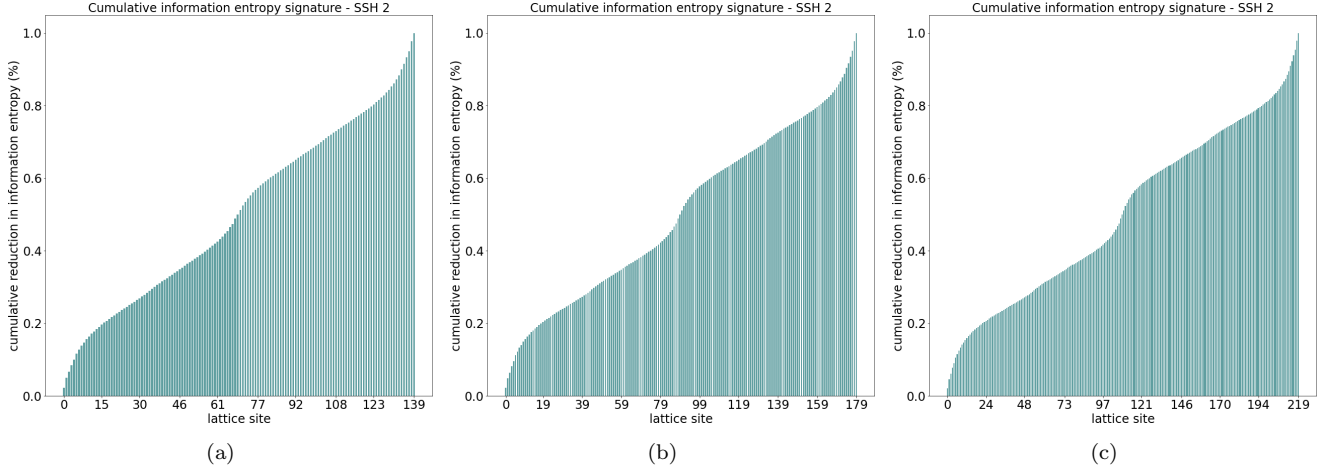 Cumulative information entropy signature - SSH 2
cumulative reduction in information entropy (%)
1.0
0.8
0.6
0.4
0.2
0.0
0 15 30 46 61 77 92 108 123 139
lattice site
(a)
Cumulative information entropy signature - SSH 2
cumulative reduction in information entropy (%)
1.0
0.8
0.6
0.4
0.2
0.0
0 19 39 59 79 99 119 139 159 179
lattice site
(b)
Cumulative information entropy signature - SSH 2
cumulative reduction in information entropy (%)
1.0
0.8
0.6
0.4
0.2
0.0
0 24 48 73 97 121 146 170 194 219
lattice site
(c)